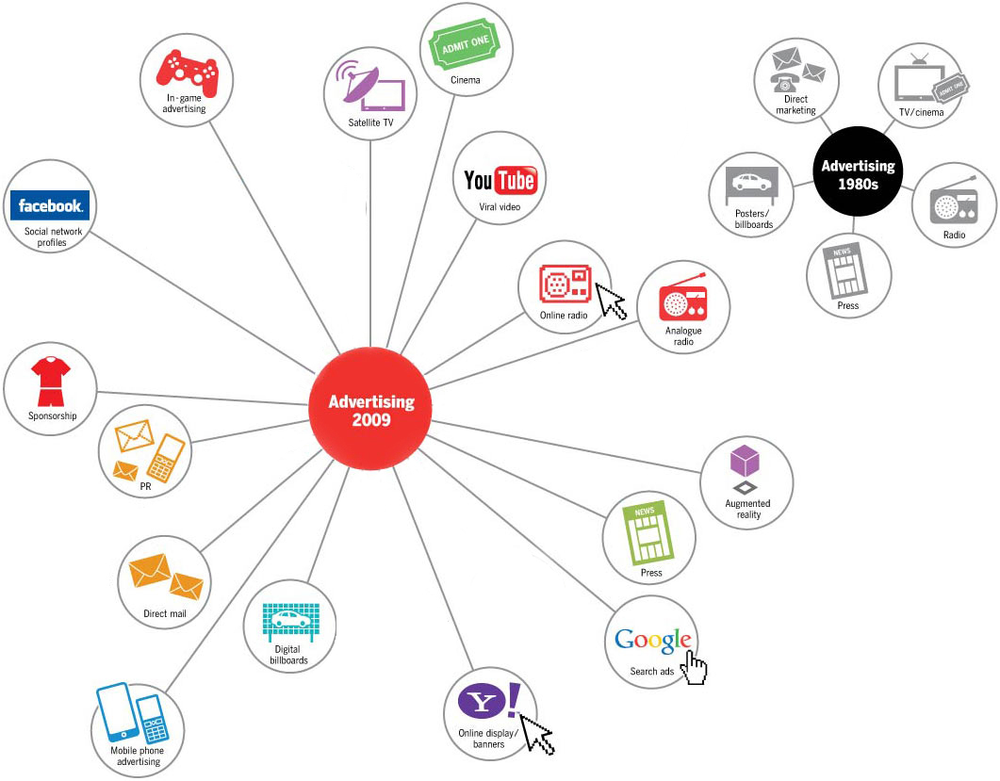 ADMIT ONE
Cinema
In-game
advertising
Satellite TV
Direct
marketing
ADMIT ONE
TV/cinema
Advertising
1980s
Posters/
billboards
Radio
NEWS
Press
facebook.
Social network
profiles
You Tube
Viral video
Online radio
Analogue
radio
Sponsorship
Advertising
2009
PR
Augmented
reality
NEWS
Press
Direct mail
Digital
billboards
Google
Search ads
Y!
Online display/
banners
Mobile phone
advertising